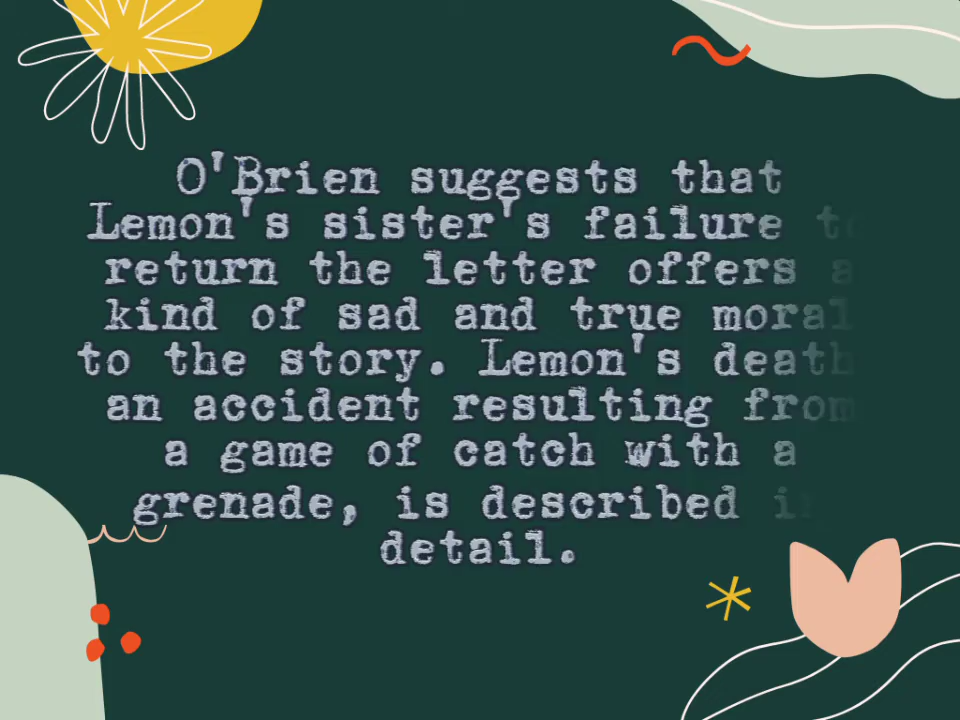 O'Brien suggests that
Lemon's sister's failure to
return the letter offers a
kind of sad and true moral
to the story. Lemon's death
an accident resulting from
a game of catch with a
grenade, is described in
detail.